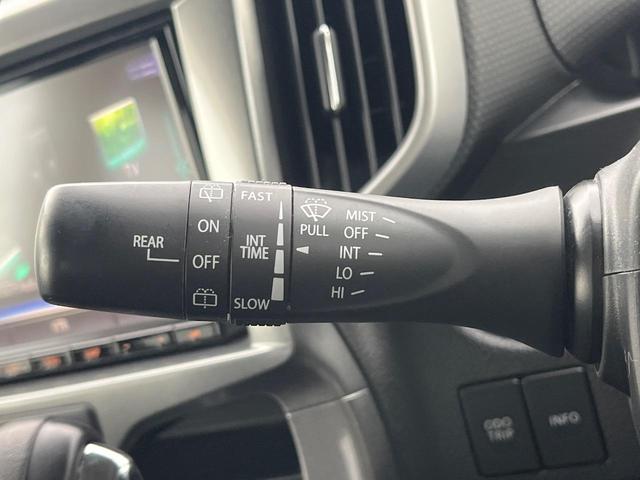 REAR
ON
OFF
FAST
INT
TIME
SLOW
PULL
MIST
OFF
INT
LO
HI
ODO
TRIP
INFO